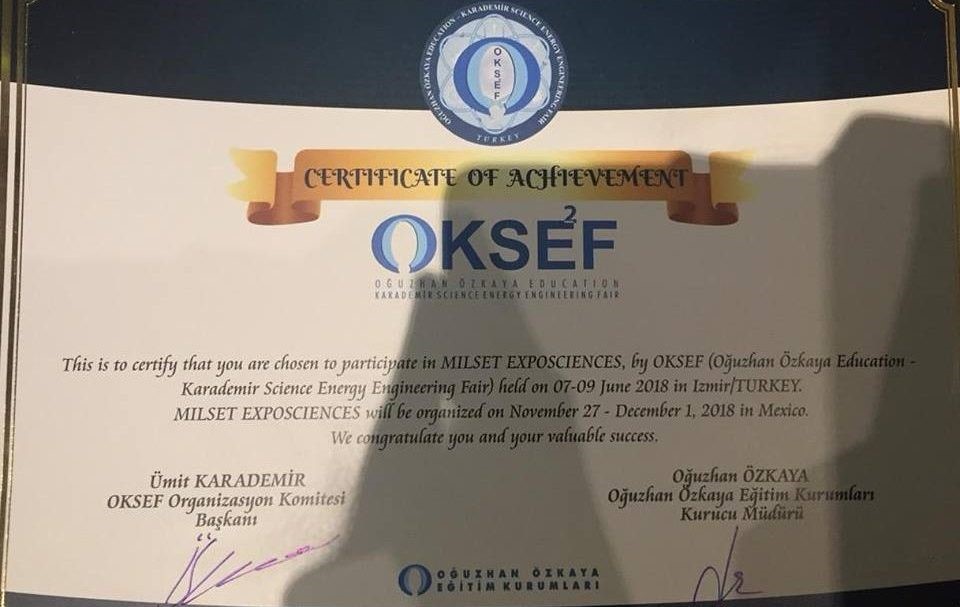 OĞUZHAN ÖZKAYA EDUCATION - KARADEMİR SCIENCE ENERGY ENGINEERING FAIR
OKSEF
TURKEY
CERTIFICATE OF ACHIEVEMENT
OKSE2F
OĞUZHAN ÖZKAYA EDUCATION
KARADEMİR SCIENCE ENERGY ENGINEERING FAIR
This is to certify that you are chosen to participate in MILSET EXPOSCIENCES, by OKSEF (Oğuzhan Özkaya Education -
Karademir Science Energy Engineering Fair) held on 07-09 June 2018 in Izmir/TURKEY.
MILSET EXPOSCIENCES will be organized on November 27 - December 1, 2018 in Mexico.
We congratulate you and your valuable success.
Ümit KARADEMİR
OKSEF Organizasyon Komitesi
Başkanı
Oğuzhan ÖZKAYA
Oğuzhan Özkaya Eğitim Kurumları
Kurucu Müdürü
OĞUZHAN ÖZKAYA
EĞİTİM KURUMLARI